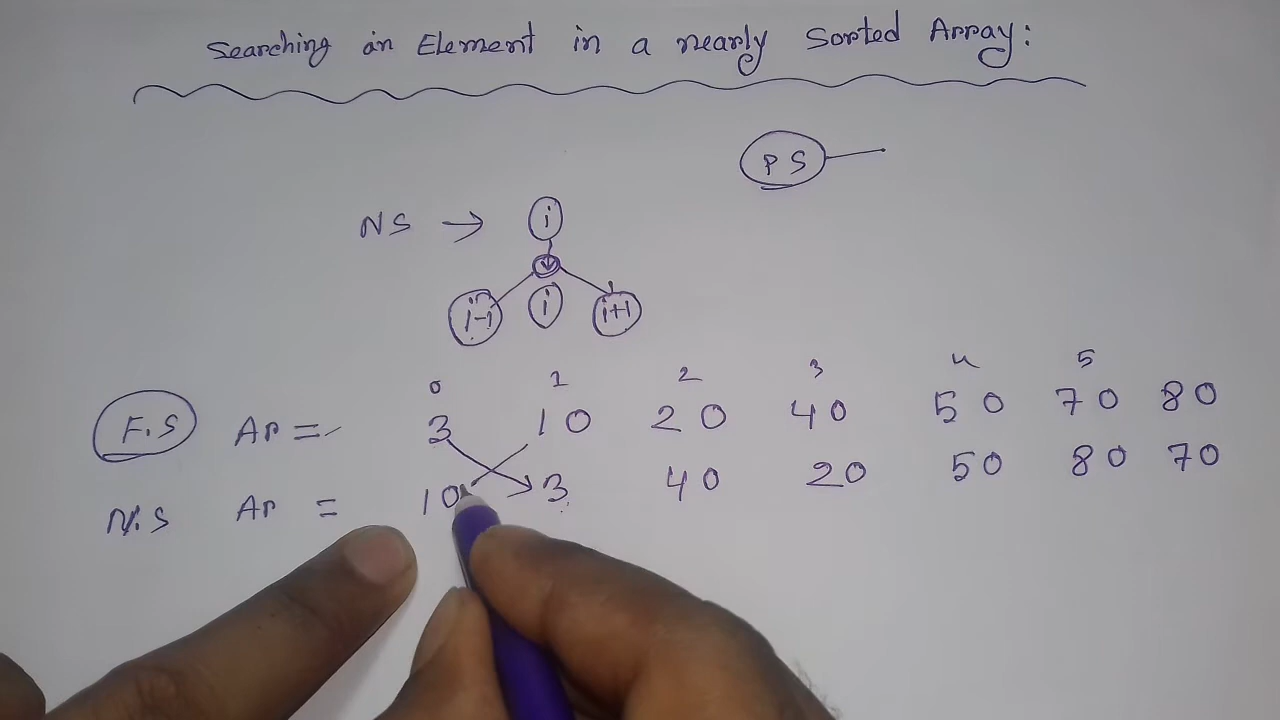 Searching an Element in a nearly Sorted Array:
PS
NS → i
i-1 i i+1
0 1 2 3 4 5
F.S Ar = 3 10 20 40 50 70 80
N.S Ar = 10 3 40 20 50 80 70